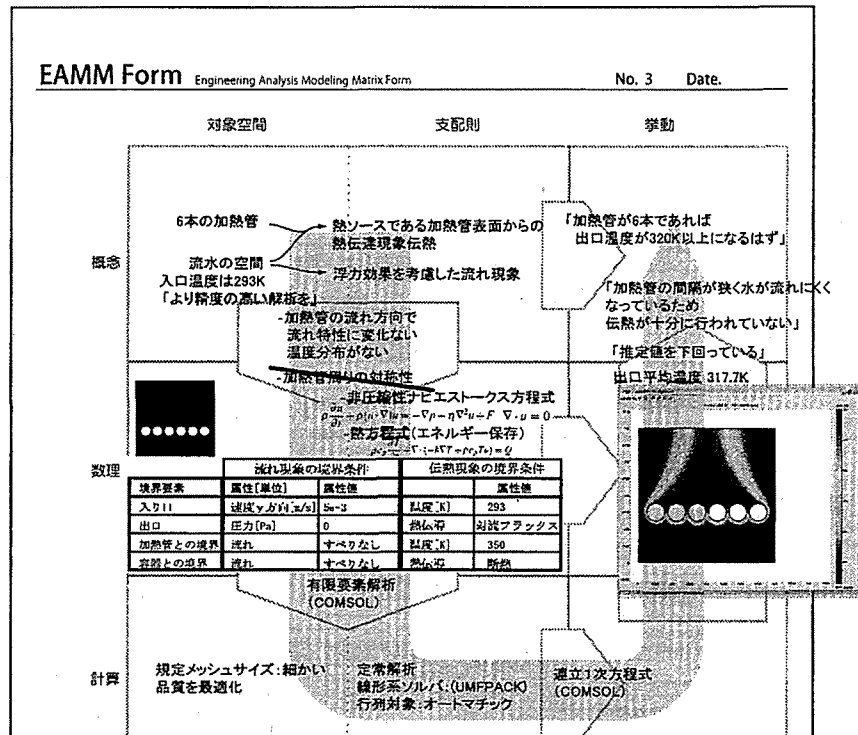 EAMM Form Engineering Analysis Modeling Matrix Form No. 3 Date.
対象空間 支配則 挙動
概念
6本の加熱管
流水の空間
入口温度は293K
「より精度の高い解析を」
熱ソースである加熱管表面からの
熱伝達現象伝熱
浮力効果を考慮した流れ現象
「加熱管が6本であれば
出口温度が320K以上になるはず」
「加熱管の間隔が狭く水が流れにくく
なっているため
伝熱が十分に行われていない」
「推定値を下回っている」
出口平均温度 317.7K
-加熱管の流れ方向で
流れ特性に変化ない
温度分布がない
-加熱管周りの対称性
数理
-非圧縮性ナビエストークス方程式
-熱方程式(エネルギー保存)
流れ現象の境界条件 伝熱現象の境界条件
境界要素 属性[単位] 属性値 属性値
入り口 速度y方向[m/s] 5e-3 温度[K] 293
出口 圧力[Pa] 0 熱伝導 対流フラックス
加熱管との境界 流れ すべりなし 温度[K] 350
容器との境界 流れ すべりなし 熱伝導 断熱
有限要素解析
(COMSOL)
計算
規定メッシュサイズ:細かい
品質を最適化
定常解析
線形系ソルバ:(UMFPACK)
行列対象:オートマチック
連立1次方程式
(COMSOL)